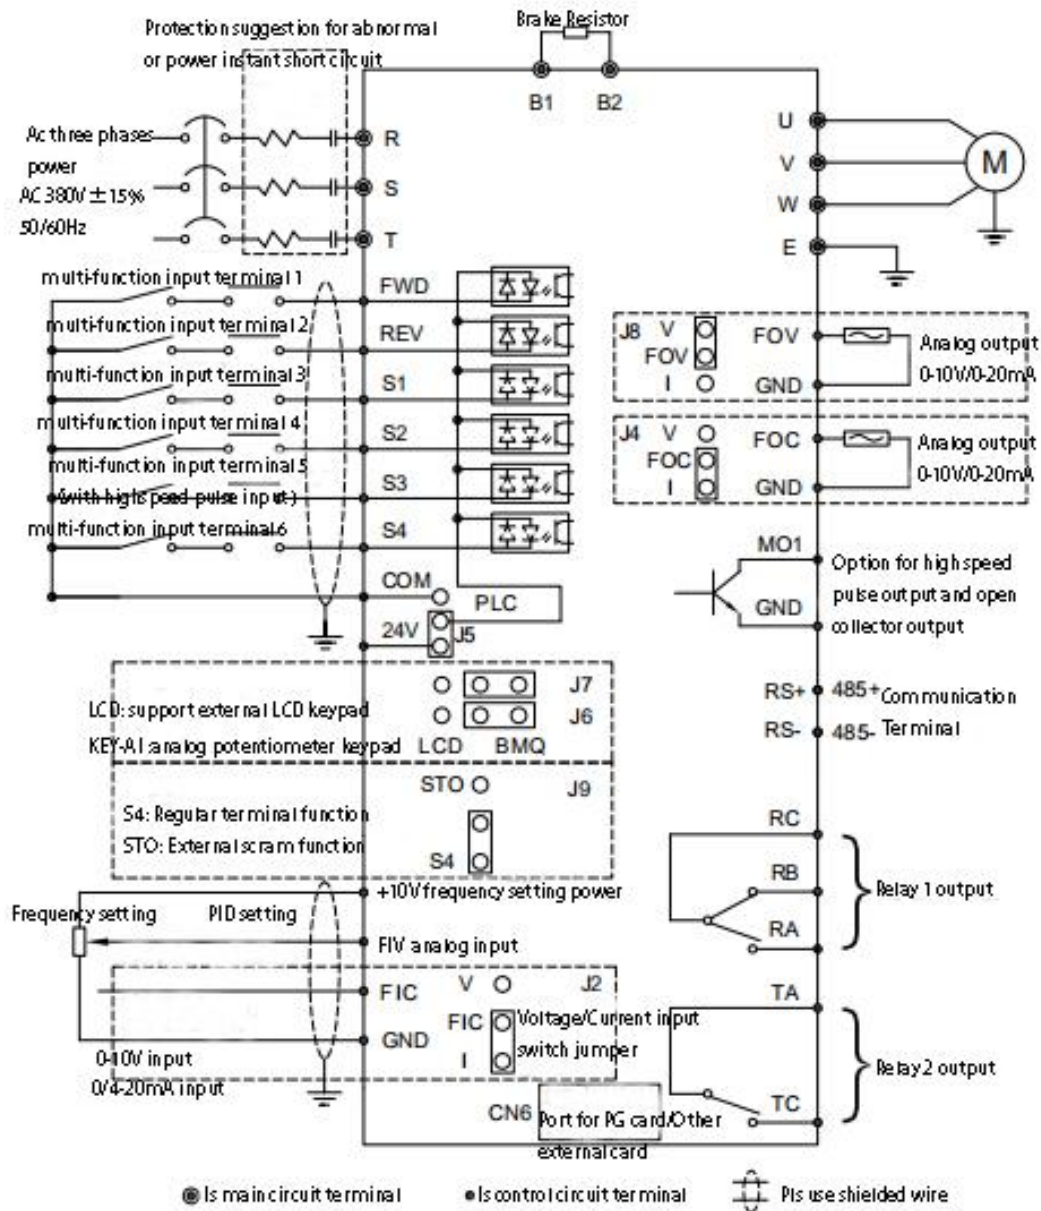 Brake Resistor
Protection suggestion for abnormal
or power instant short circuit
B1 B2
Ac three phases
power
AC 380V ±15%
50/60Hz
R
S
T
U
V
W
E
M
multi-function input terminal 1
FWD
multi-function input terminal 2
REV
multi-function input terminal 3
S1
multi-function input terminal 4
S2
multi-function input terminal 5
(with high speed pulse input)
S3
multi-function input terminal 6
S4
COM
PLC
24V
J5
J8 V
FOV
I
FOV
GND
Analog output
0-10V/0-20mA
J4 V
FOC
I
FOC
GND
Analog output
0-10V/0-20mA
MO1
GND
Option for high speed
pulse output and open
collector output
J7
J6
LCD: support external LCD keypad
KEY-AI: analog potentiometer keypad
LCD BMQ
RS+ 485+
RS- 485-
Communication
Terminal
STO J9
S4: Regular terminal function
STO: External scram function
S4
RC
RB
RA
Relay 1 output
+10V frequency setting power
Frequency setting PID setting
FIV analog input
FIC V J2
GND FIC
I
Voltage/Current input
switch jumper
0-10V input
0/4-20mA input
TA
TC
Relay 2 output
CN6
Port for PG card/Other
external card
Is main circuit terminal
Is control circuit terminal
Pls use shielded wire